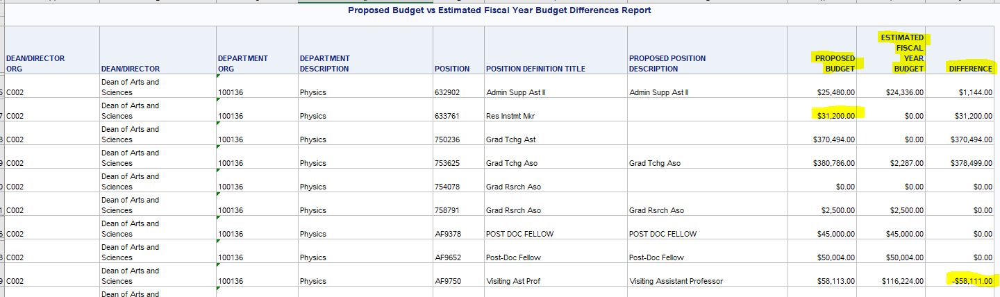 Proposed Budget vs Estimated Fiscal Year Budget Differences Report
DEAN/DIRECTOR ORG DEAN/DIRECTOR DEPARTMENT ORG DEPARTMENT DESCRIPTION POSITION POSITION DEFINITION TITLE PROPOSED POSITION DESCRIPTION PROPOSED BUDGET ESTIMATED FISCAL YEAR BUDGET DIFFERENCE
C002 Dean of Arts and Sciences 100136 Physics 632902 Admin Supp Ast II Admin Supp Ast II $25,480.00 $24,336.00 $1,144.00
C002 Dean of Arts and Sciences 100136 Physics 633761 Res Instmt Mkr $31,200.00 $0.00 $31,200.00
C002 Dean of Arts and Sciences 100136 Physics 750236 Grad Tchg Ast $370,494.00 $0.00 $370,494.00
C002 Dean of Arts and Sciences 100136 Physics 753625 Grad Tchg Aso Grad Tchg Aso $380,786.00 $2,287.00 $378,499.00
C002 Dean of Arts and Sciences 100136 Physics 754078 Grad Rsrch Aso $0.00 $0.00 $0.00
C002 Dean of Arts and Sciences 100136 Physics 758791 Grad Rsrch Aso Grad Rsrch Aso $2,500.00 $2,500.00 $0.00
C002 Dean of Arts and Sciences 100136 Physics AF9378 POST DOC FELLOW POST DOC FELLOW $45,000.00 $45,000.00 $0.00
C002 Dean of Arts and Sciences 100136 Physics AF9652 Post-Doc Fellow Post-Doc Fellow $50,004.00 $50,004.00 $0.00
C002 Dean of Arts and Sciences 100136 Physics AF9750 Visiting Ast Prof Visiting Assistant Professor $58,113.00 $116,224.00 -$58,111.00
Dean of Arts and